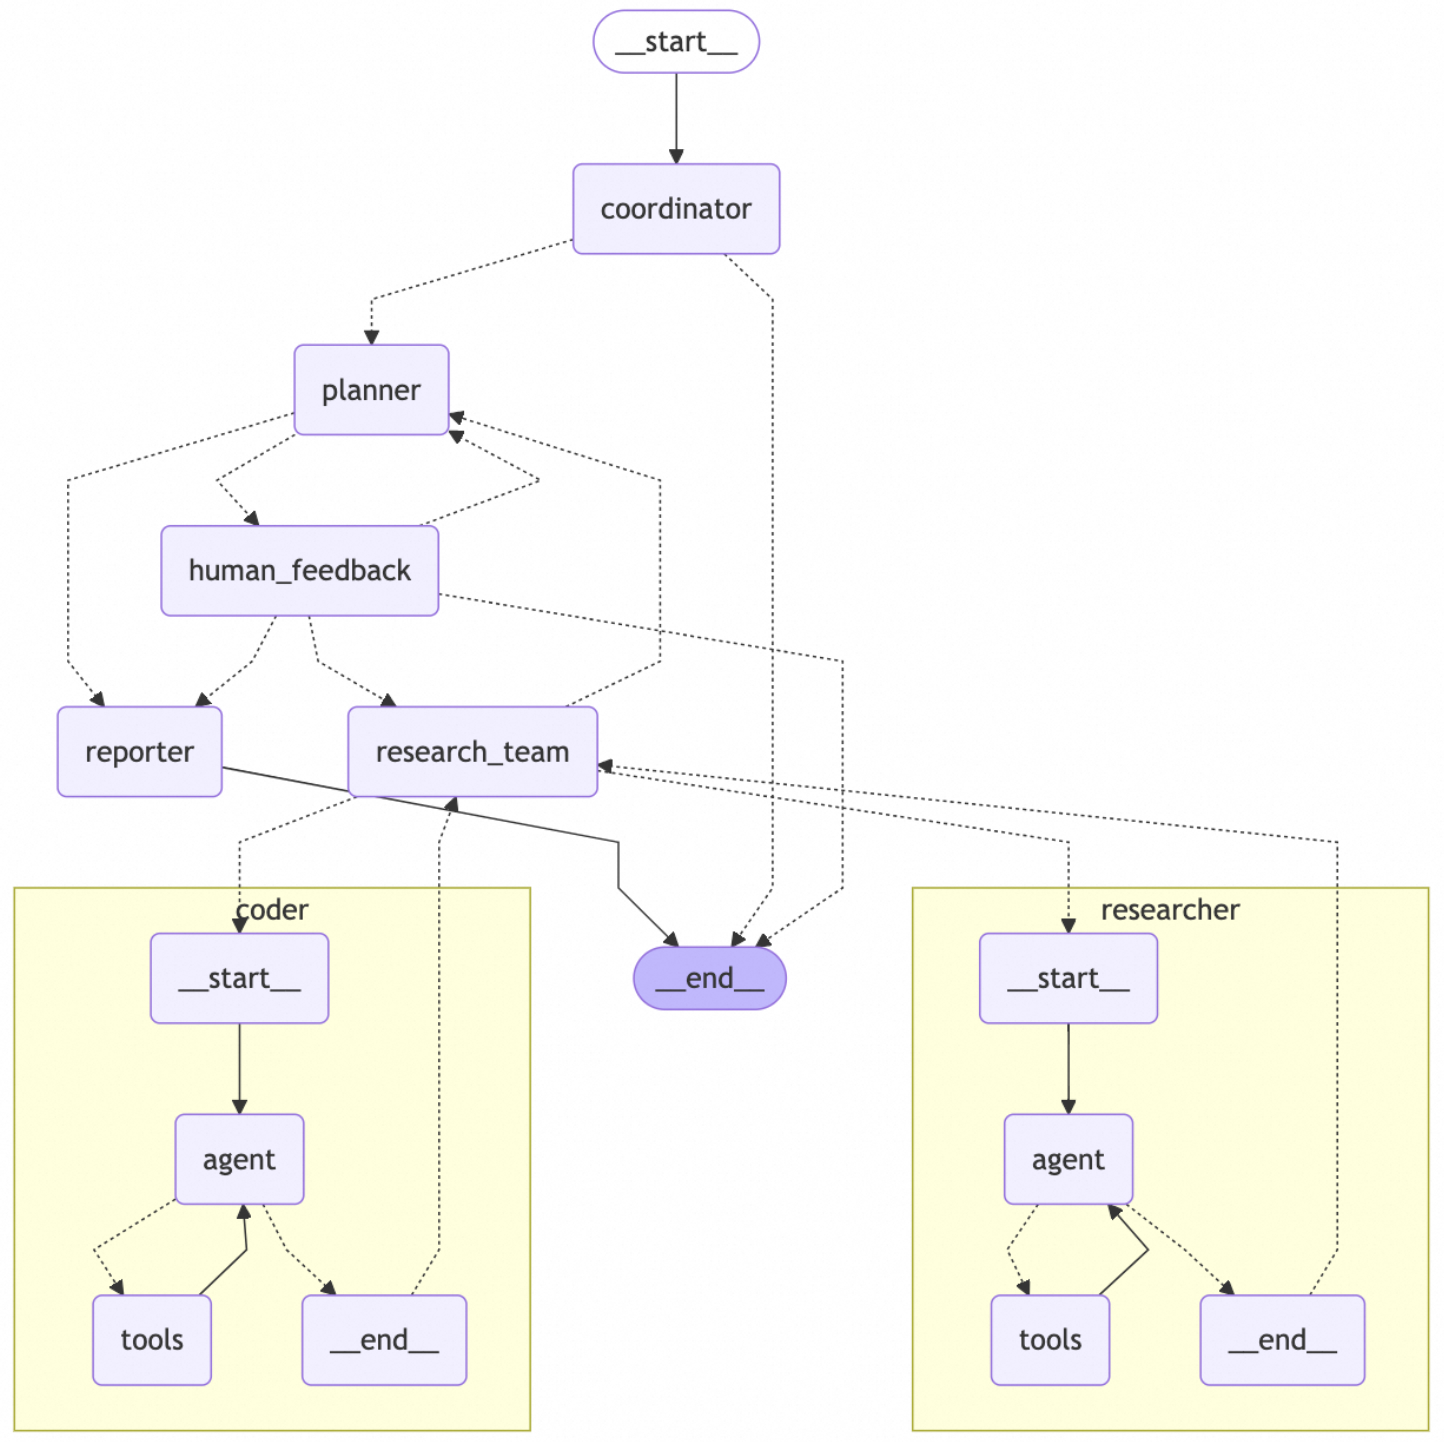 __start__
coordinator
planner
human_feedback
reporter
research_team
coder
researcher
__start__
__end__
__start__
agent
agent
tools
__end__
tools
__end__